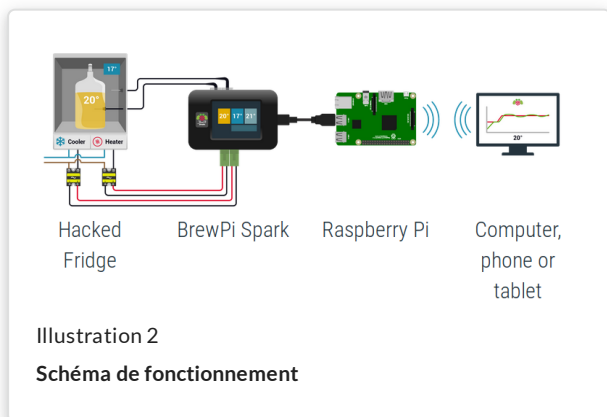 17°
20°
Cooler Heater
20° 17° 21°
20°
Hacked Fridge
BrewPi Spark
Raspberry Pi
Computer, phone or tablet
Illustration 2
Schéma de fonctionnement